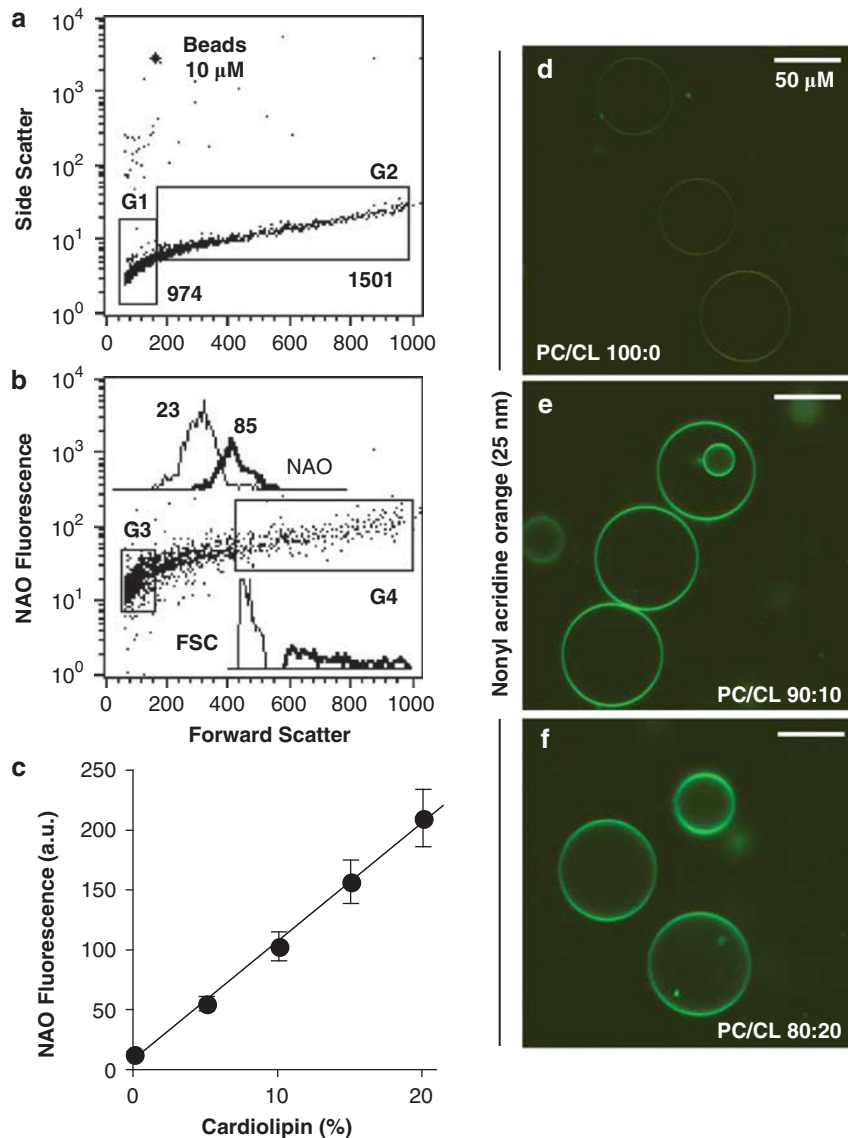 a
10^4
10^3
10^2
10^1
10^0
Side Scatter
Beads
10 μM
G1
G2
974
1501
0 200 400 600 800 1000
b
10^4
10^3
10^2
10^1
10^0
NAO Fluorescence
23
85
NAO
G3
G4
FSC
0 200 400 600 800 1000
Forward Scatter
c
250
200
150
100
50
0
NAO Fluorescence (a.u.)
0 10 20
Cardiolipin (%)
Nonyl acridine orange (25 nm)
d
50 μM
PC/CL 100:0
e
PC/CL 90:10
f
PC/CL 80:20